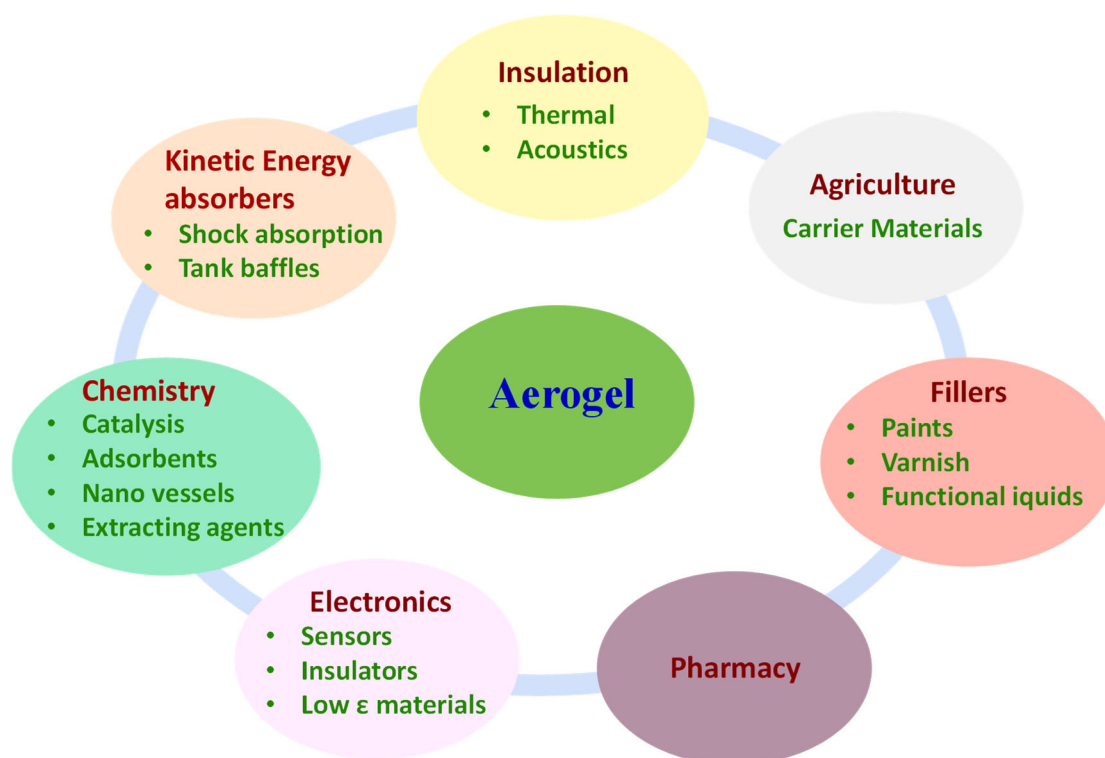 Insulation
• Thermal
• Acoustics
Agriculture
Carrier Materials
Fillers
• Paints
• Varnish
• Functional iquids
Pharmacy
Electronics
• Sensors
• Insulators
• Low ε materials
Chemistry
• Catalysis
• Adsorbents
• Nano vessels
• Extracting agents
Kinetic Energy
absorbers
• Shock absorption
• Tank baffles
Aerogel